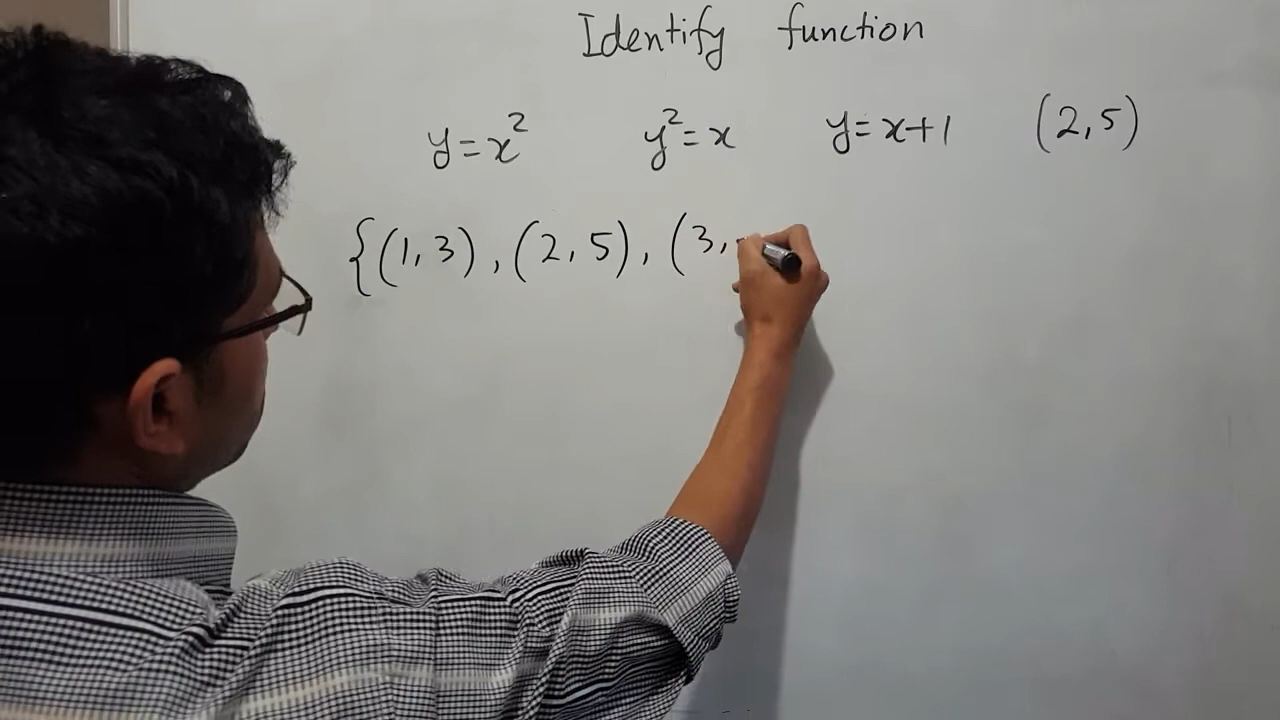 Identify function
y=x² y²=x y=x+1 (2,5)
{(1,3), (2,5), (3,